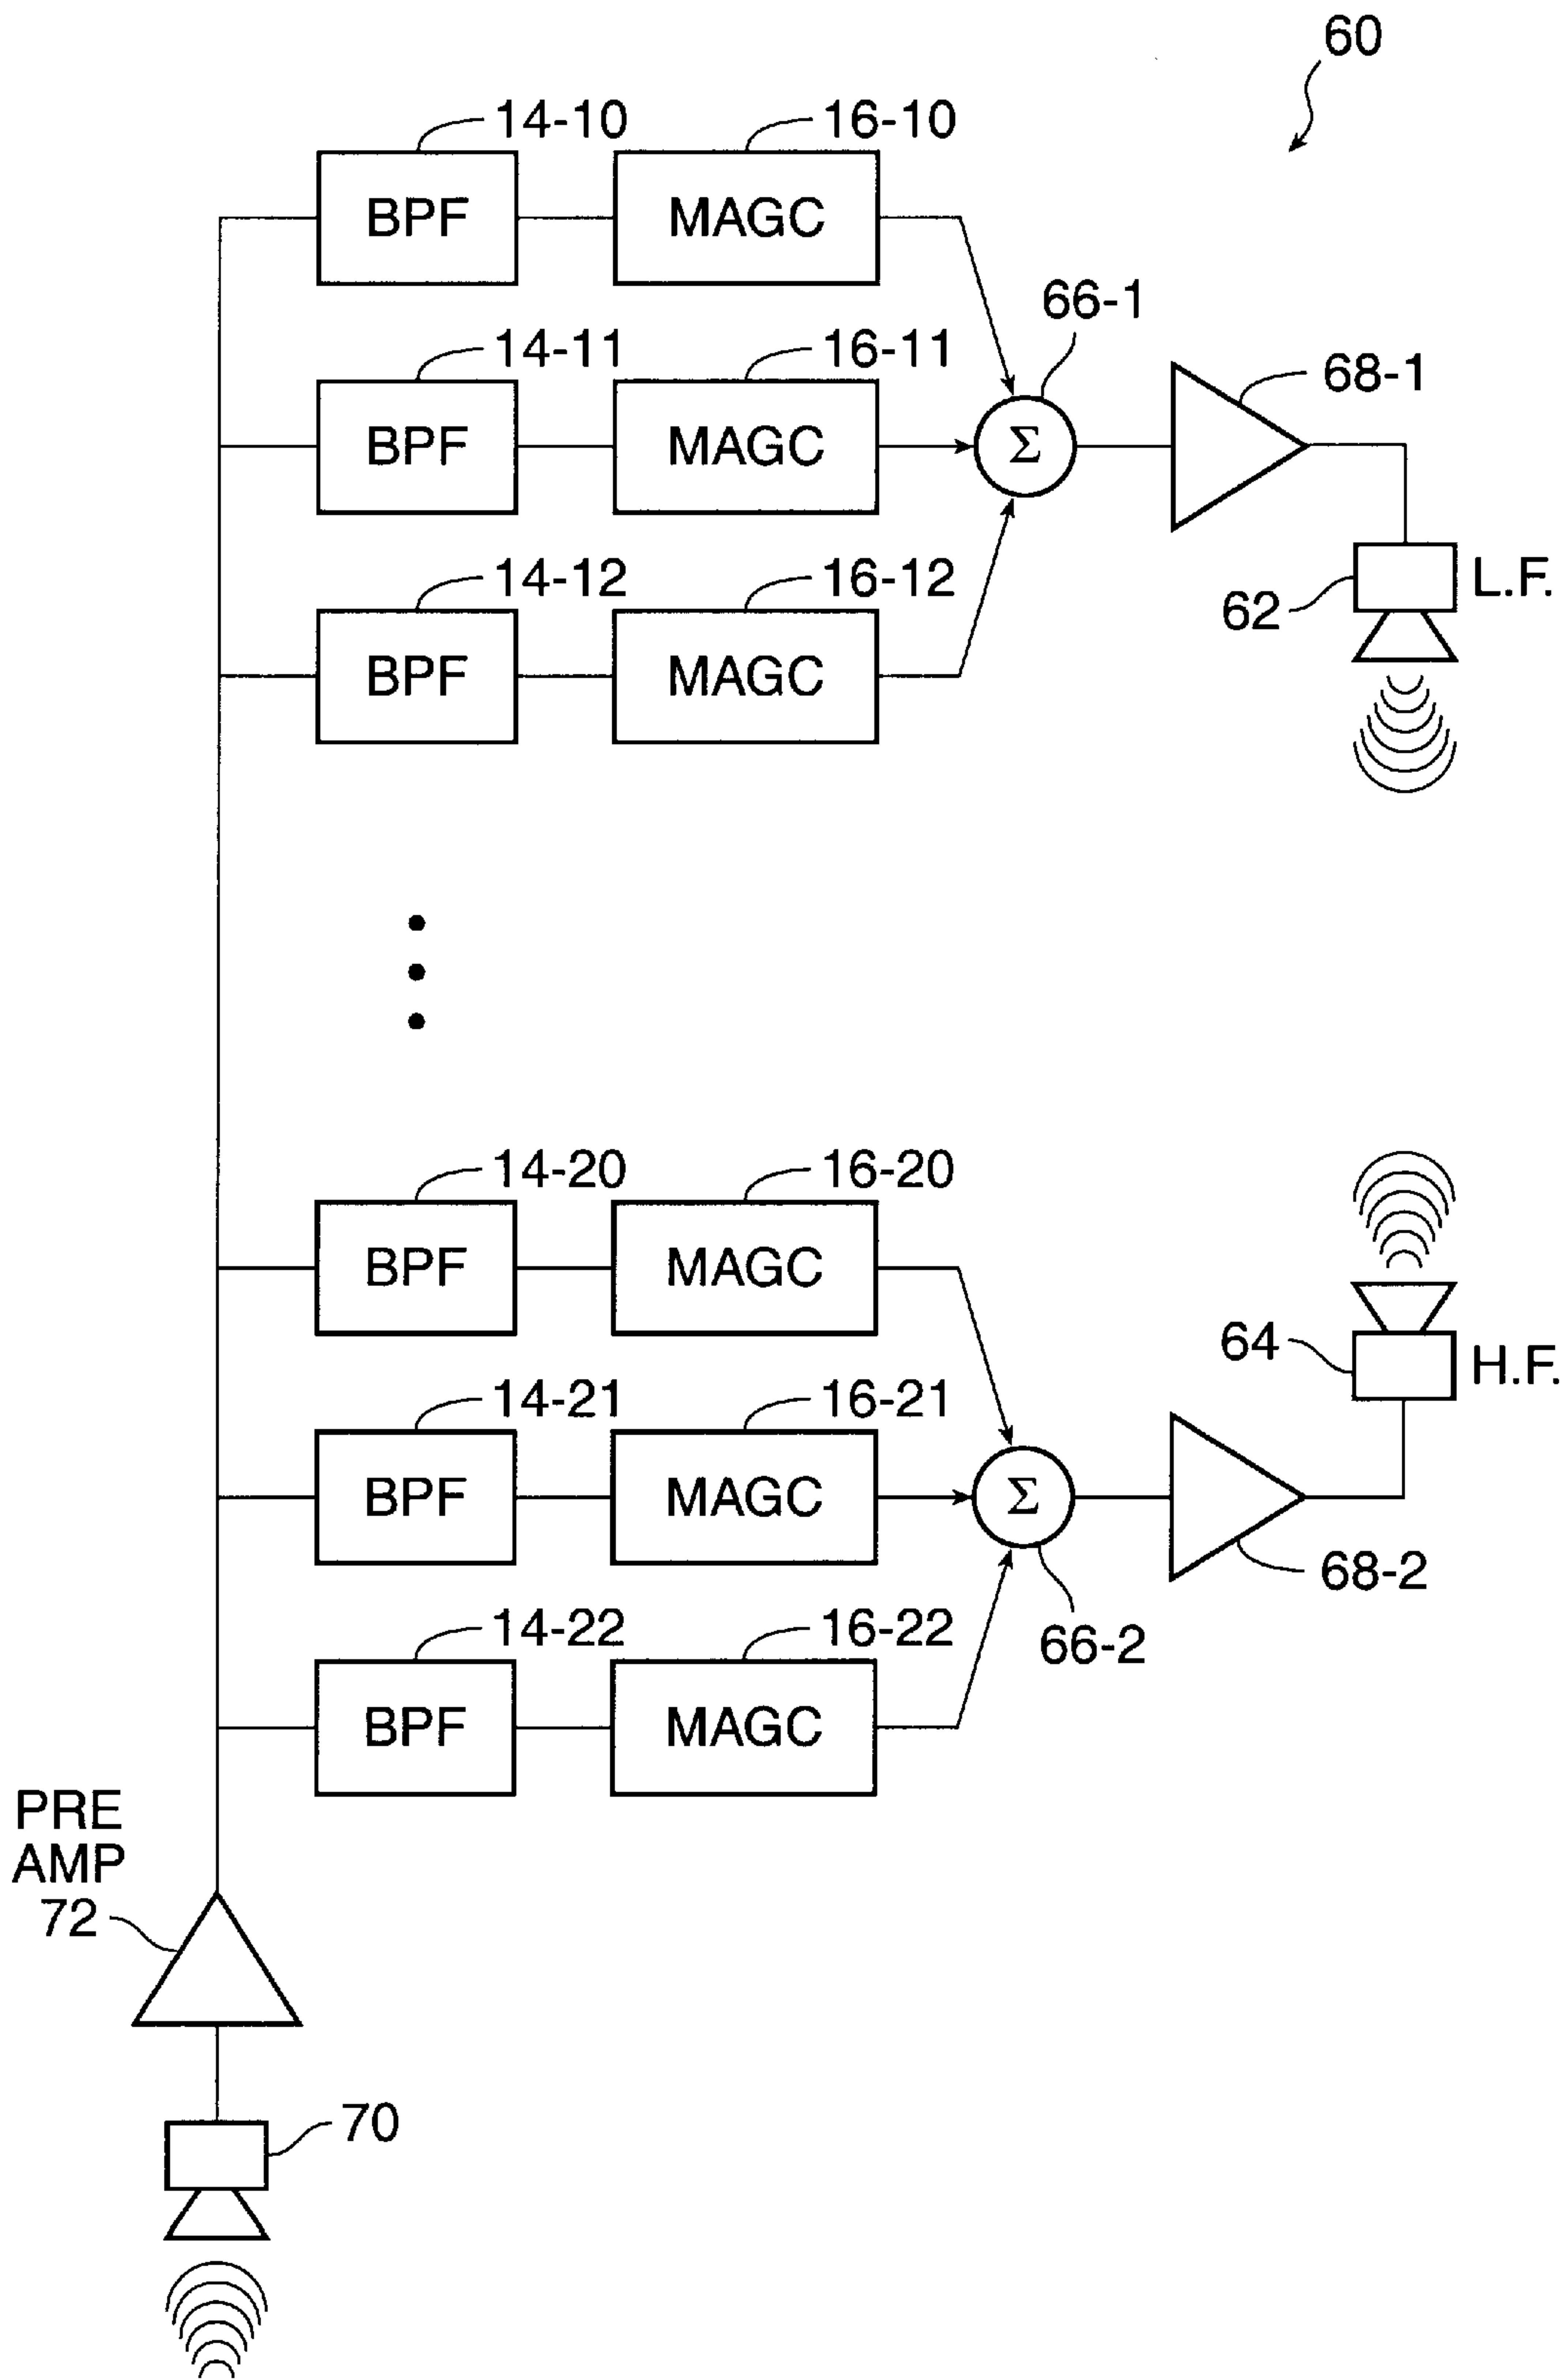 60
14-10 16-10
BPF MAGC
66-1
14-11 16-11
68-1
BPF MAGC Σ
14-12 16-12
L.F.
62
BPF MAGC
14-20 16-20
BPF MAGC
64
H.F.
14-21 16-21
BPF MAGC Σ
68-2
14-22 16-22
66-2
BPF MAGC
PRE
AMP
72
70